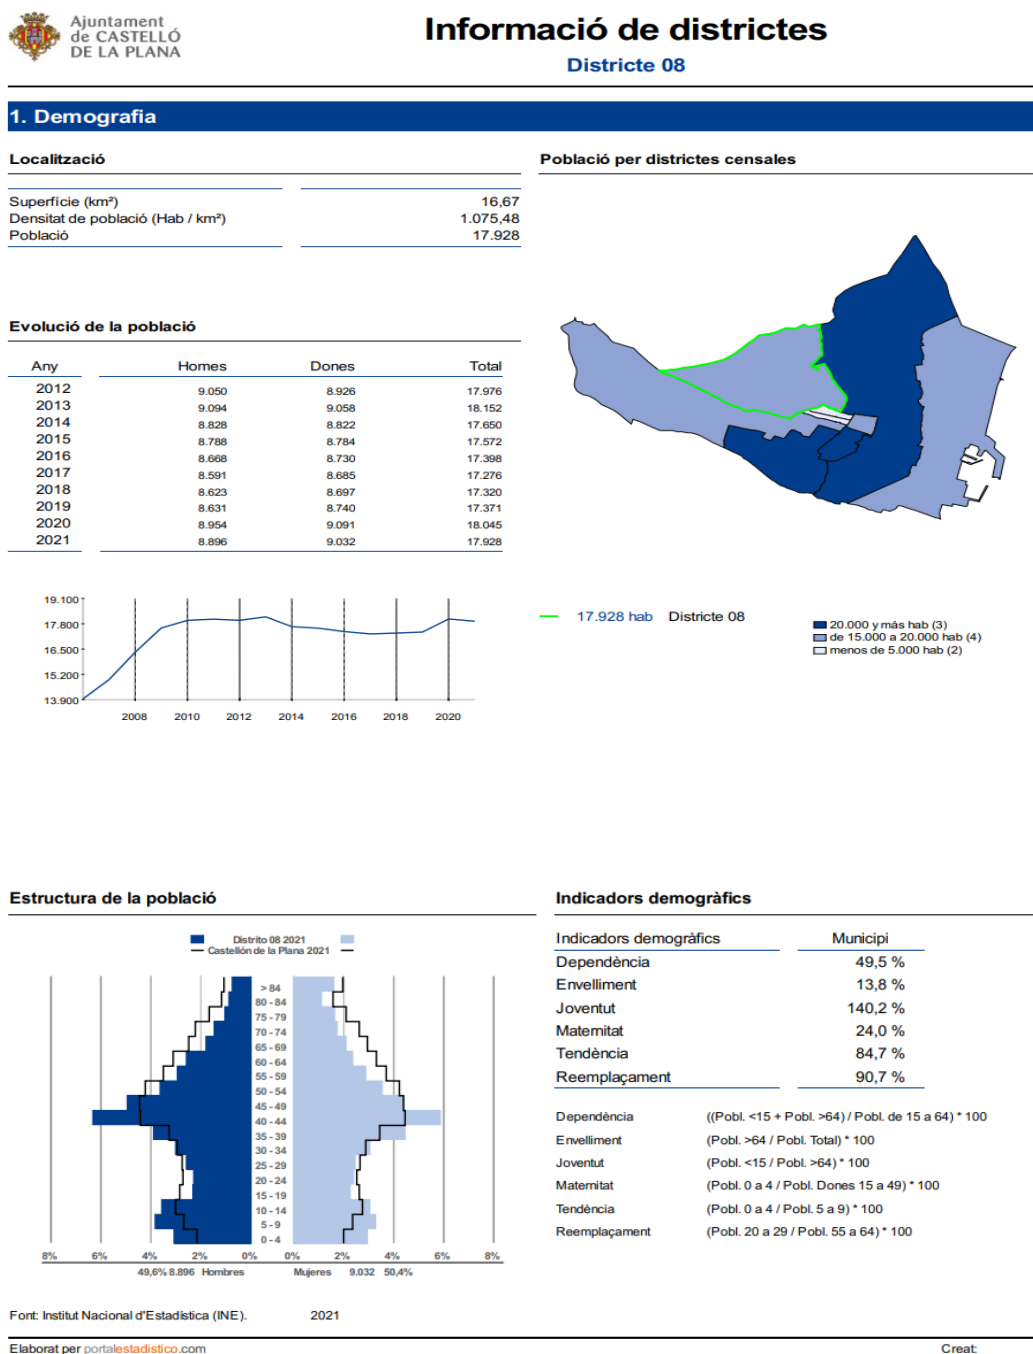 Ajuntament
de CASTELLÓ
DE LA PLANA
Informació de districtes
Districte 08
1. Demografia
Localització
Superfície (km²) 16,67
Densitat de població (Hab / km²) 1.075,48
Població 17.928
Població per districtes censales
Evolució de la població
Any Homes Dones Total
2012 9.050 8.926 17.976
2013 9.094 9.058 18.152
2014 8.828 8.822 17.650
2015 8.788 8.784 17.572
2016 8.668 8.730 17.398
2017 8.591 8.685 17.276
2018 8.623 8.697 17.320
2019 8.631 8.740 17.371
2020 8.954 9.091 18.045
2021 8.896 9.032 17.928
19.100
17.800
16.500
15.200
13.900
2008 2010 2012 2014 2016 2018 2020
17.928 hab Districte 08
20.000 y más hab (3)
de 15.000 a 20.000 hab (4)
menos de 5.000 hab (2)
Estructura de la població
Distrito 08 2021
Castellón de la Plana 2021
> 84
80 - 84
75 - 79
70 - 74
65 - 69
60 - 64
55 - 59
50 - 54
45 - 49
40 - 44
35 - 39
30 - 34
25 - 29
20 - 24
15 - 19
10 - 14
5 - 9
0 - 4
8% 6% 4% 2% 0% 0% 2% 4% 6% 8%
49,6% 8.896 Hombres Mujeres 9.032 50,4%
Indicadors demogràfics
Indicadors demogràfics Municipi
Dependència 49,5 %
Envelliment 13,8 %
Joventut 140,2 %
Maternitat 24,0 %
Tendència 84,7 %
Reemplaçament 90,7 %
Dependència ((Pobl. <15 + Pobl. >64) / Pobl. de 15 a 64) * 100
Envelliment (Pobl. >64 / Pobl. Total) * 100
Joventut (Pobl. <15 / Pobl. >64) * 100
Maternitat (Pobl. 0 a 4 / Pobl. Dones 15 a 49) * 100
Tendència (Pobl. 0 a 4 / Pobl. 5 a 9) * 100
Reemplaçament (Pobl. 20 a 29 / Pobl. 55 a 64) * 100
Font: Institut Nacional d'Estadística (INE). 2021
Elaborat per portalestadistico.com Creat: